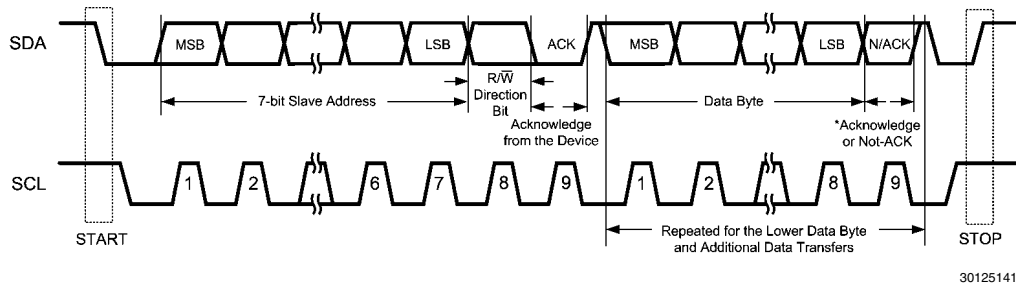 SDA
MSB
LSB
ACK
MSB
LSB
N/ACK
7-bit Slave Address
R/W̅
Direction
Bit
Acknowledge
from the Device
Data Byte
*Acknowledge
or Not-ACK
SCL
1
2
6
7
8
9
1
2
8
9
START
Repeated for the Lower Data Byte
and Additional Data Transfers
STOP
30125141